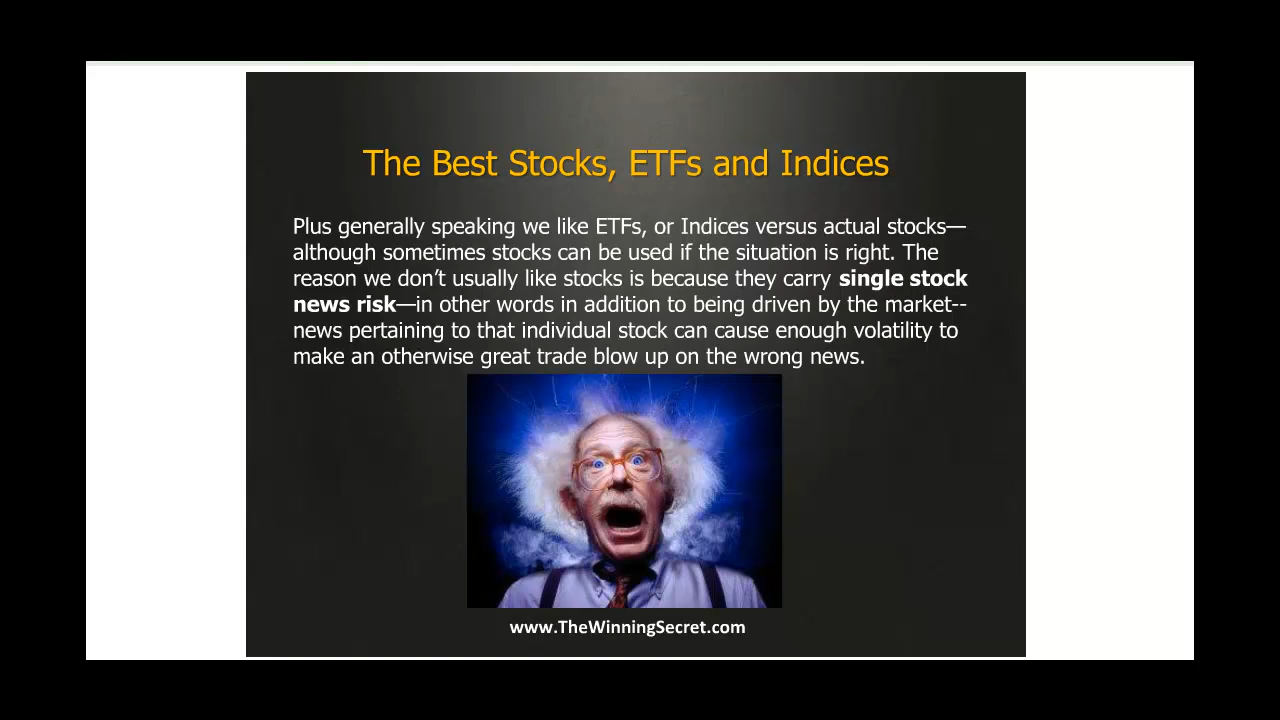 The Best Stocks, ETFs and Indices
Plus generally speaking we like ETFs, or Indices versus actual stocks—
although sometimes stocks can be used if the situation is right. The
reason we don’t usually like stocks is because they carry single stock
news risk—in other words in addition to being driven by the market--
news pertaining to that individual stock can cause enough volatility to
make an otherwise great trade blow up on the wrong news.
www.TheWinningSecret.com